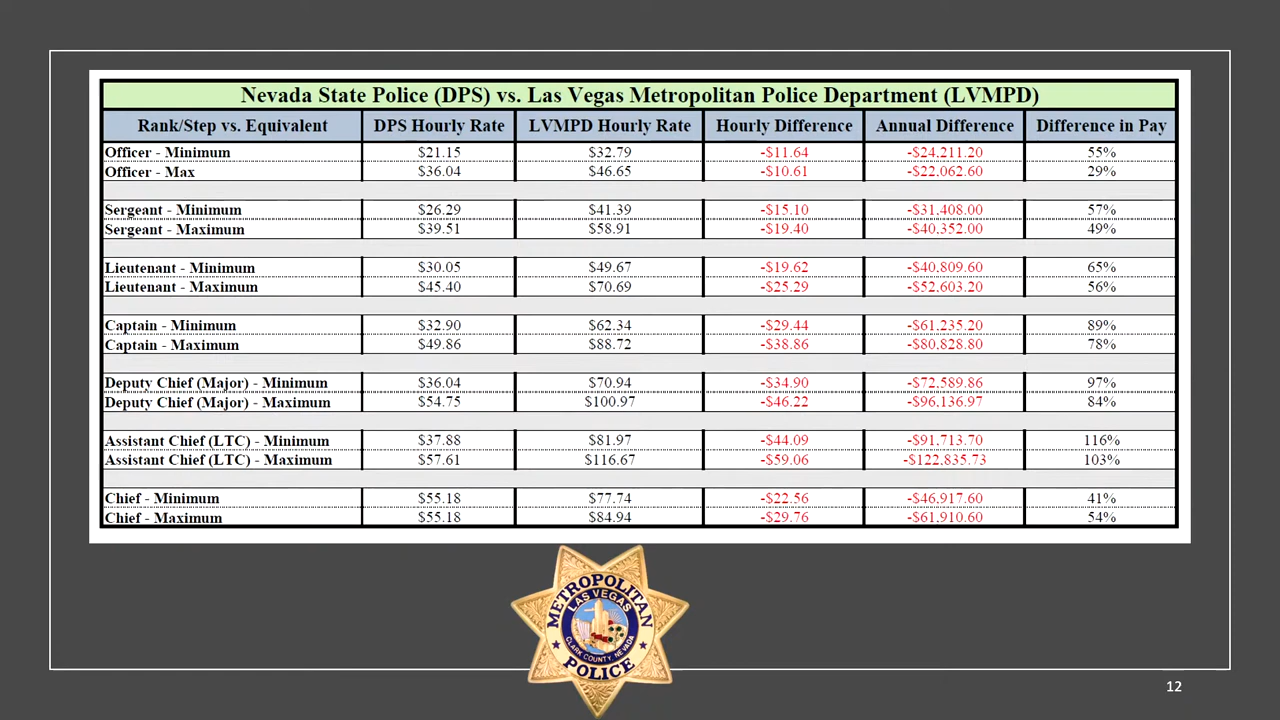 Nevada State Police (DPS) vs. Las Vegas Metropolitan Police Department (LVMPD)
Rank/Step vs. Equivalent DPS Hourly Rate LVMPD Hourly Rate Hourly Difference Annual Difference Difference in Pay
Officer - Minimum $21.15 $32.79 -$11.64 -$24,211.20 55%
Officer - Max $36.04 $46.65 -$10.61 -$22,062.60 29%
Sergeant - Minimum $26.29 $41.39 -$15.10 -$31,408.00 57%
Sergeant - Maximum $39.51 $58.91 -$19.40 -$40,352.00 49%
Lieutenant - Minimum $30.05 $49.67 -$19.62 -$40,809.60 65%
Lieutenant - Maximum $45.40 $70.69 -$25.29 -$52,603.20 56%
Captain - Minimum $32.90 $62.34 -$29.44 -$61,235.20 89%
Captain - Maximum $49.86 $88.72 -$38.86 -$80,828.80 78%
Deputy Chief (Major) - Minimum $36.04 $70.94 -$34.90 -$72,589.86 97%
Deputy Chief (Major) - Maximum $54.75 $100.97 -$46.22 -$96,136.97 84%
Assistant Chief (LTC) - Minimum $37.88 $81.97 -$44.09 -$91,713.70 116%
Assistant Chief (LTC) - Maximum $57.61 $116.67 -$59.06 -$122,835.73 103%
Chief - Minimum $55.18 $77.74 -$22.56 -$46,917.60 41%
Chief - Maximum $55.18 $84.94 -$29.76 -$61,910.60 54%
METROPOLITAN
LAS VEGAS
CLARK COUNTY, NEVADA
POLICE
12